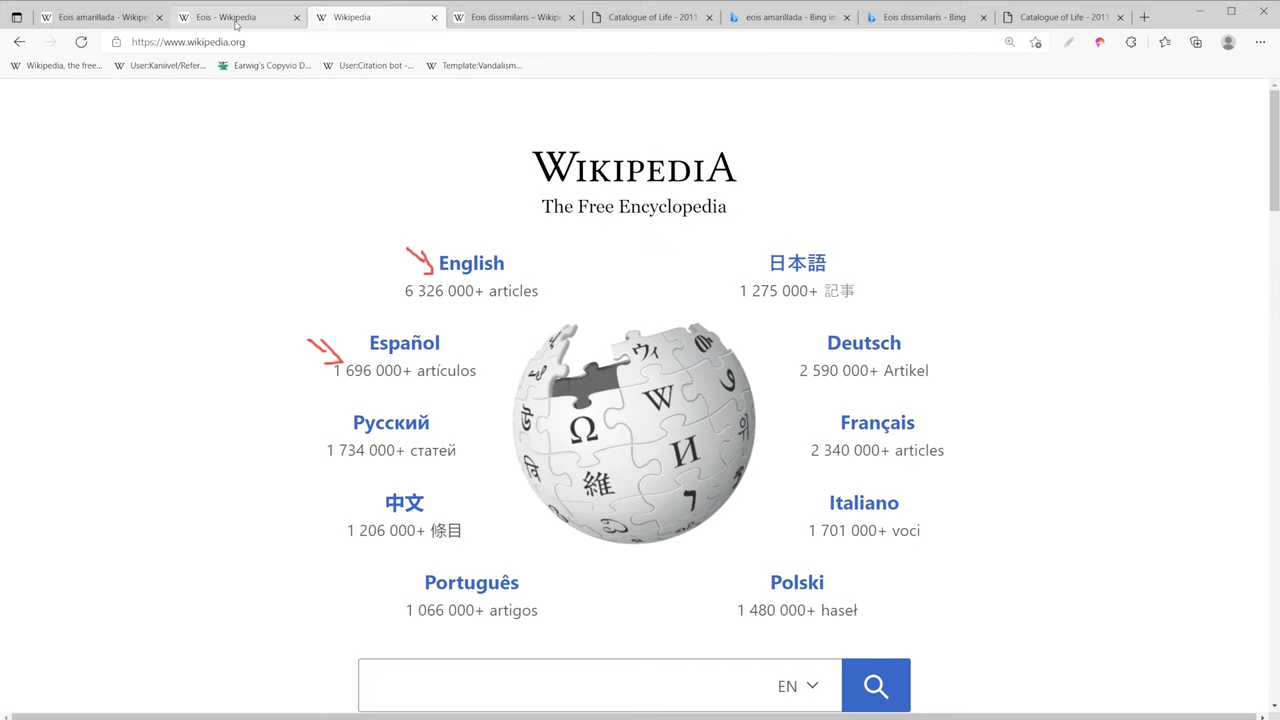 Eois amarillada - Wikipe
Eois - Wikipedia
Wikipedia
Eois dissimilaris – Wikipe
Catalogue of Life - 2011
eois amarillada - Bing im
Eois dissimilaris - Bing
Catalogue of Life - 2011
https://www.wikipedia.org
Wikipedia, the free...
User:Kaniivel/Refer...
Earwig's Copyvio D...
User:Citation bot -...
Template:Vandalism...
WIKIPEDIA
The Free Encyclopedia
English
6 326 000+ articles
日本語
1 275 000+ 記事
Español
1 696 000+ artículos
Deutsch
2 590 000+ Artikel
Русский
1 734 000+ статей
Français
2 340 000+ articles
中文
1 206 000+ 條目
Italiano
1 701 000+ voci
Português
1 066 000+ artigos
Polski
1 480 000+ haseł
Ω
W
И
維
ウィ
EN